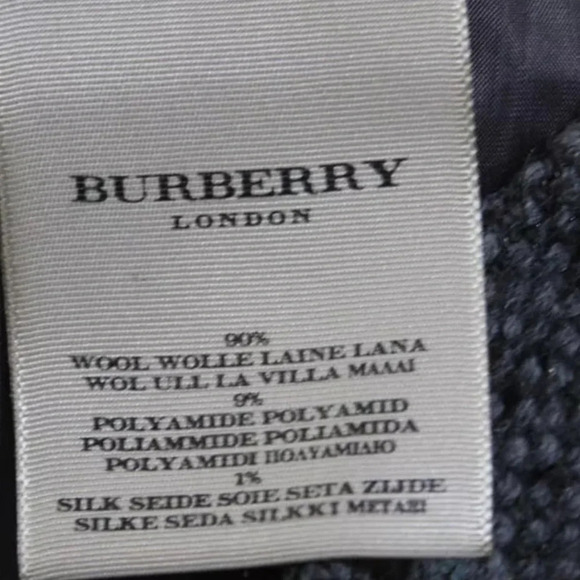 BURBERRY
LONDON
90%
WOOL WOLLE LAINE LANA
WOL ULL LA VILLA ΜΑΛΛΙ
9%
POLYAMIDE POLYAMID
POLIAMMIDE POLIAMIDA
POLYAMIDI ΠΟΛΥΑΜΙΔΙΟ
1%
SILK SEIDE SOIE SETA ZIJDE
SILKE SEDA SILKKI ΜΕΤΑΞΙ